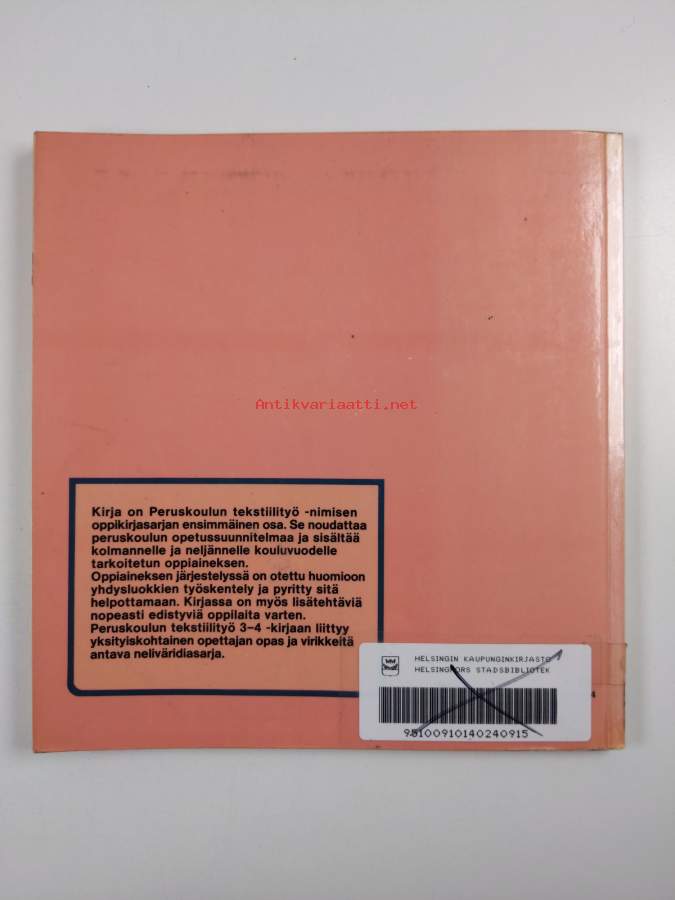 Antikvariaatti.net
Kirja on Peruskoulun tekstiilityö -nimisen
oppikirjasarjan ensimmäinen osa. Se noudattaa
peruskoulun opetussuunnitelmaa ja sisältää
kolmannelle ja neljännelle kouluvuodelle
tarkoitetun oppiaineksen.
Oppiaineksen järjestelyssä on otettu huomioon
yhdysluokkien työskentely ja pyritty sitä
helpottamaan. Kirjassa on myös lisätehtäviä
nopeasti edistyviä oppilaita varten.
Peruskoulun tekstiilityö 3–4 -kirjaan liittyy
yksityiskohtainen opettajan opas ja virikkeitä
antava neliväridiasarja.
HELSINGIN KAUPUNGINKIRJASTO
HELSINGFORS STADSBIBLIOTEK
4
95100910140240915